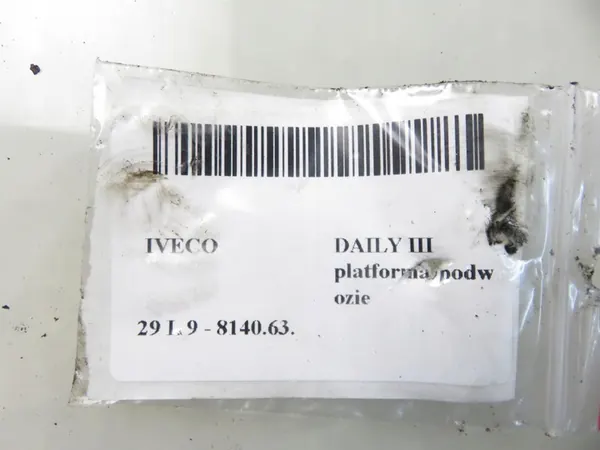 IVECO DAILY III
platforma/podw
ozie
29 L 9 - 8140.63.